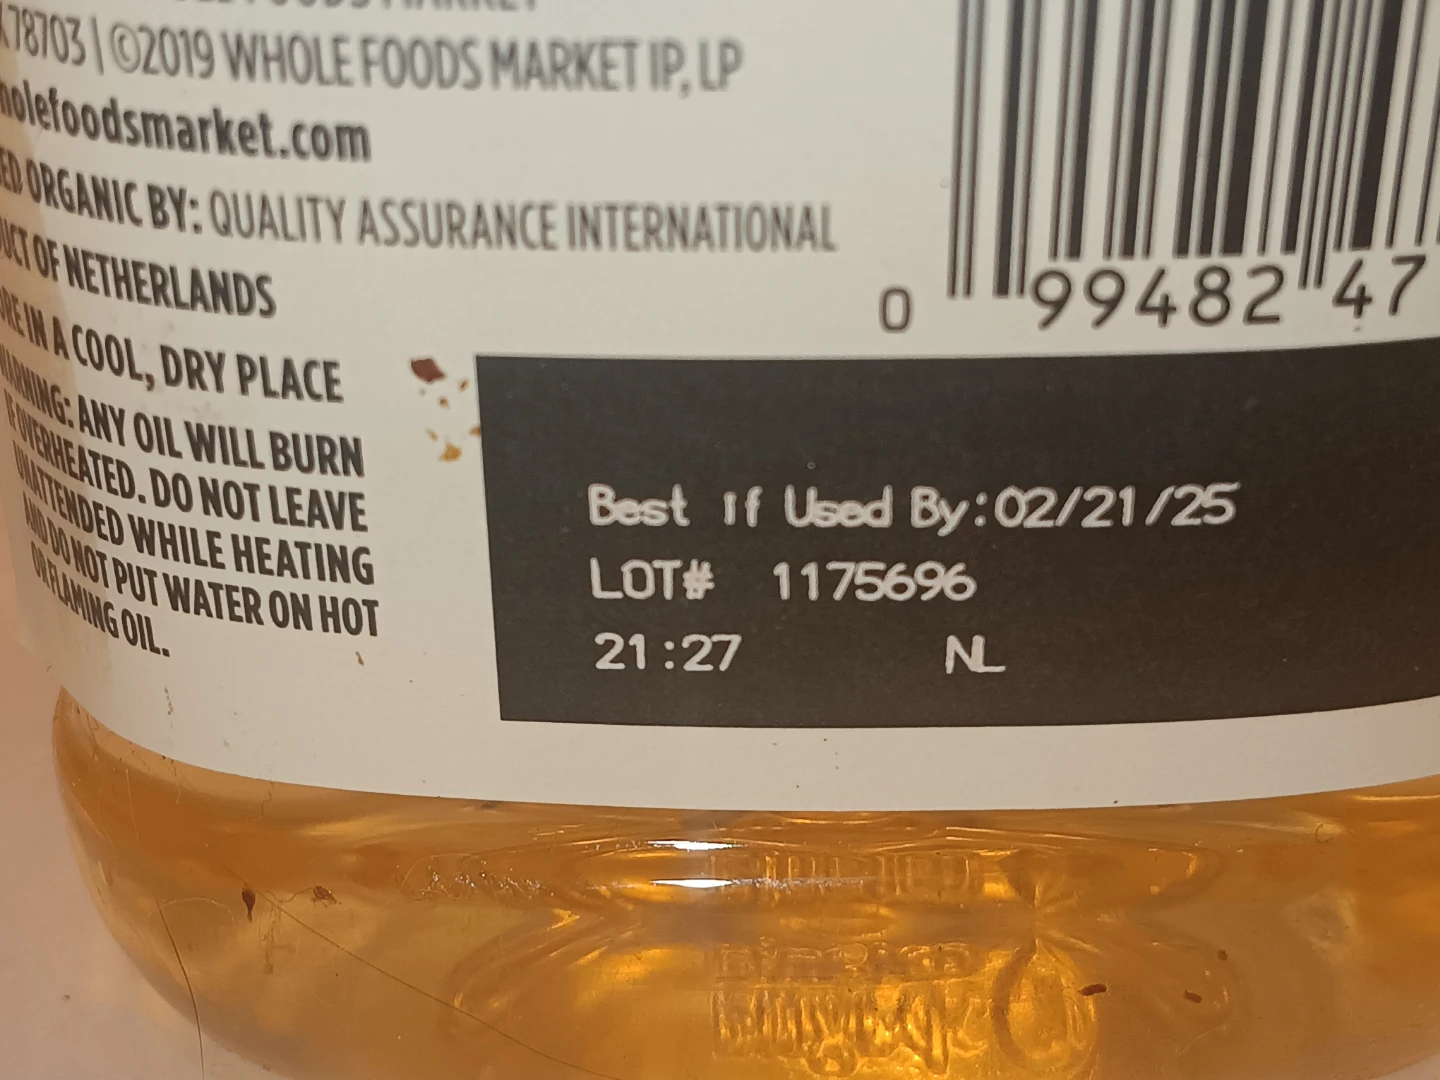 78703 | ©2019 WHOLE FOODS MARKET IP, LP
holefoodsmarket.com
ED ORGANIC BY: QUALITY ASSURANCE INTERNATIONAL
UCT OF NETHERLANDS
ORE IN A COOL, DRY PLACE
WARNING: ANY OIL WILL BURN
IF OVERHEATED. DO NOT LEAVE
UNATTENDED WHILE HEATING
AND DO NOT PUT WATER ON HOT
OR FLAMING OIL.
0 99482 47
Best If Used By:02/21/25
LOT# 1175696
21:27 NL